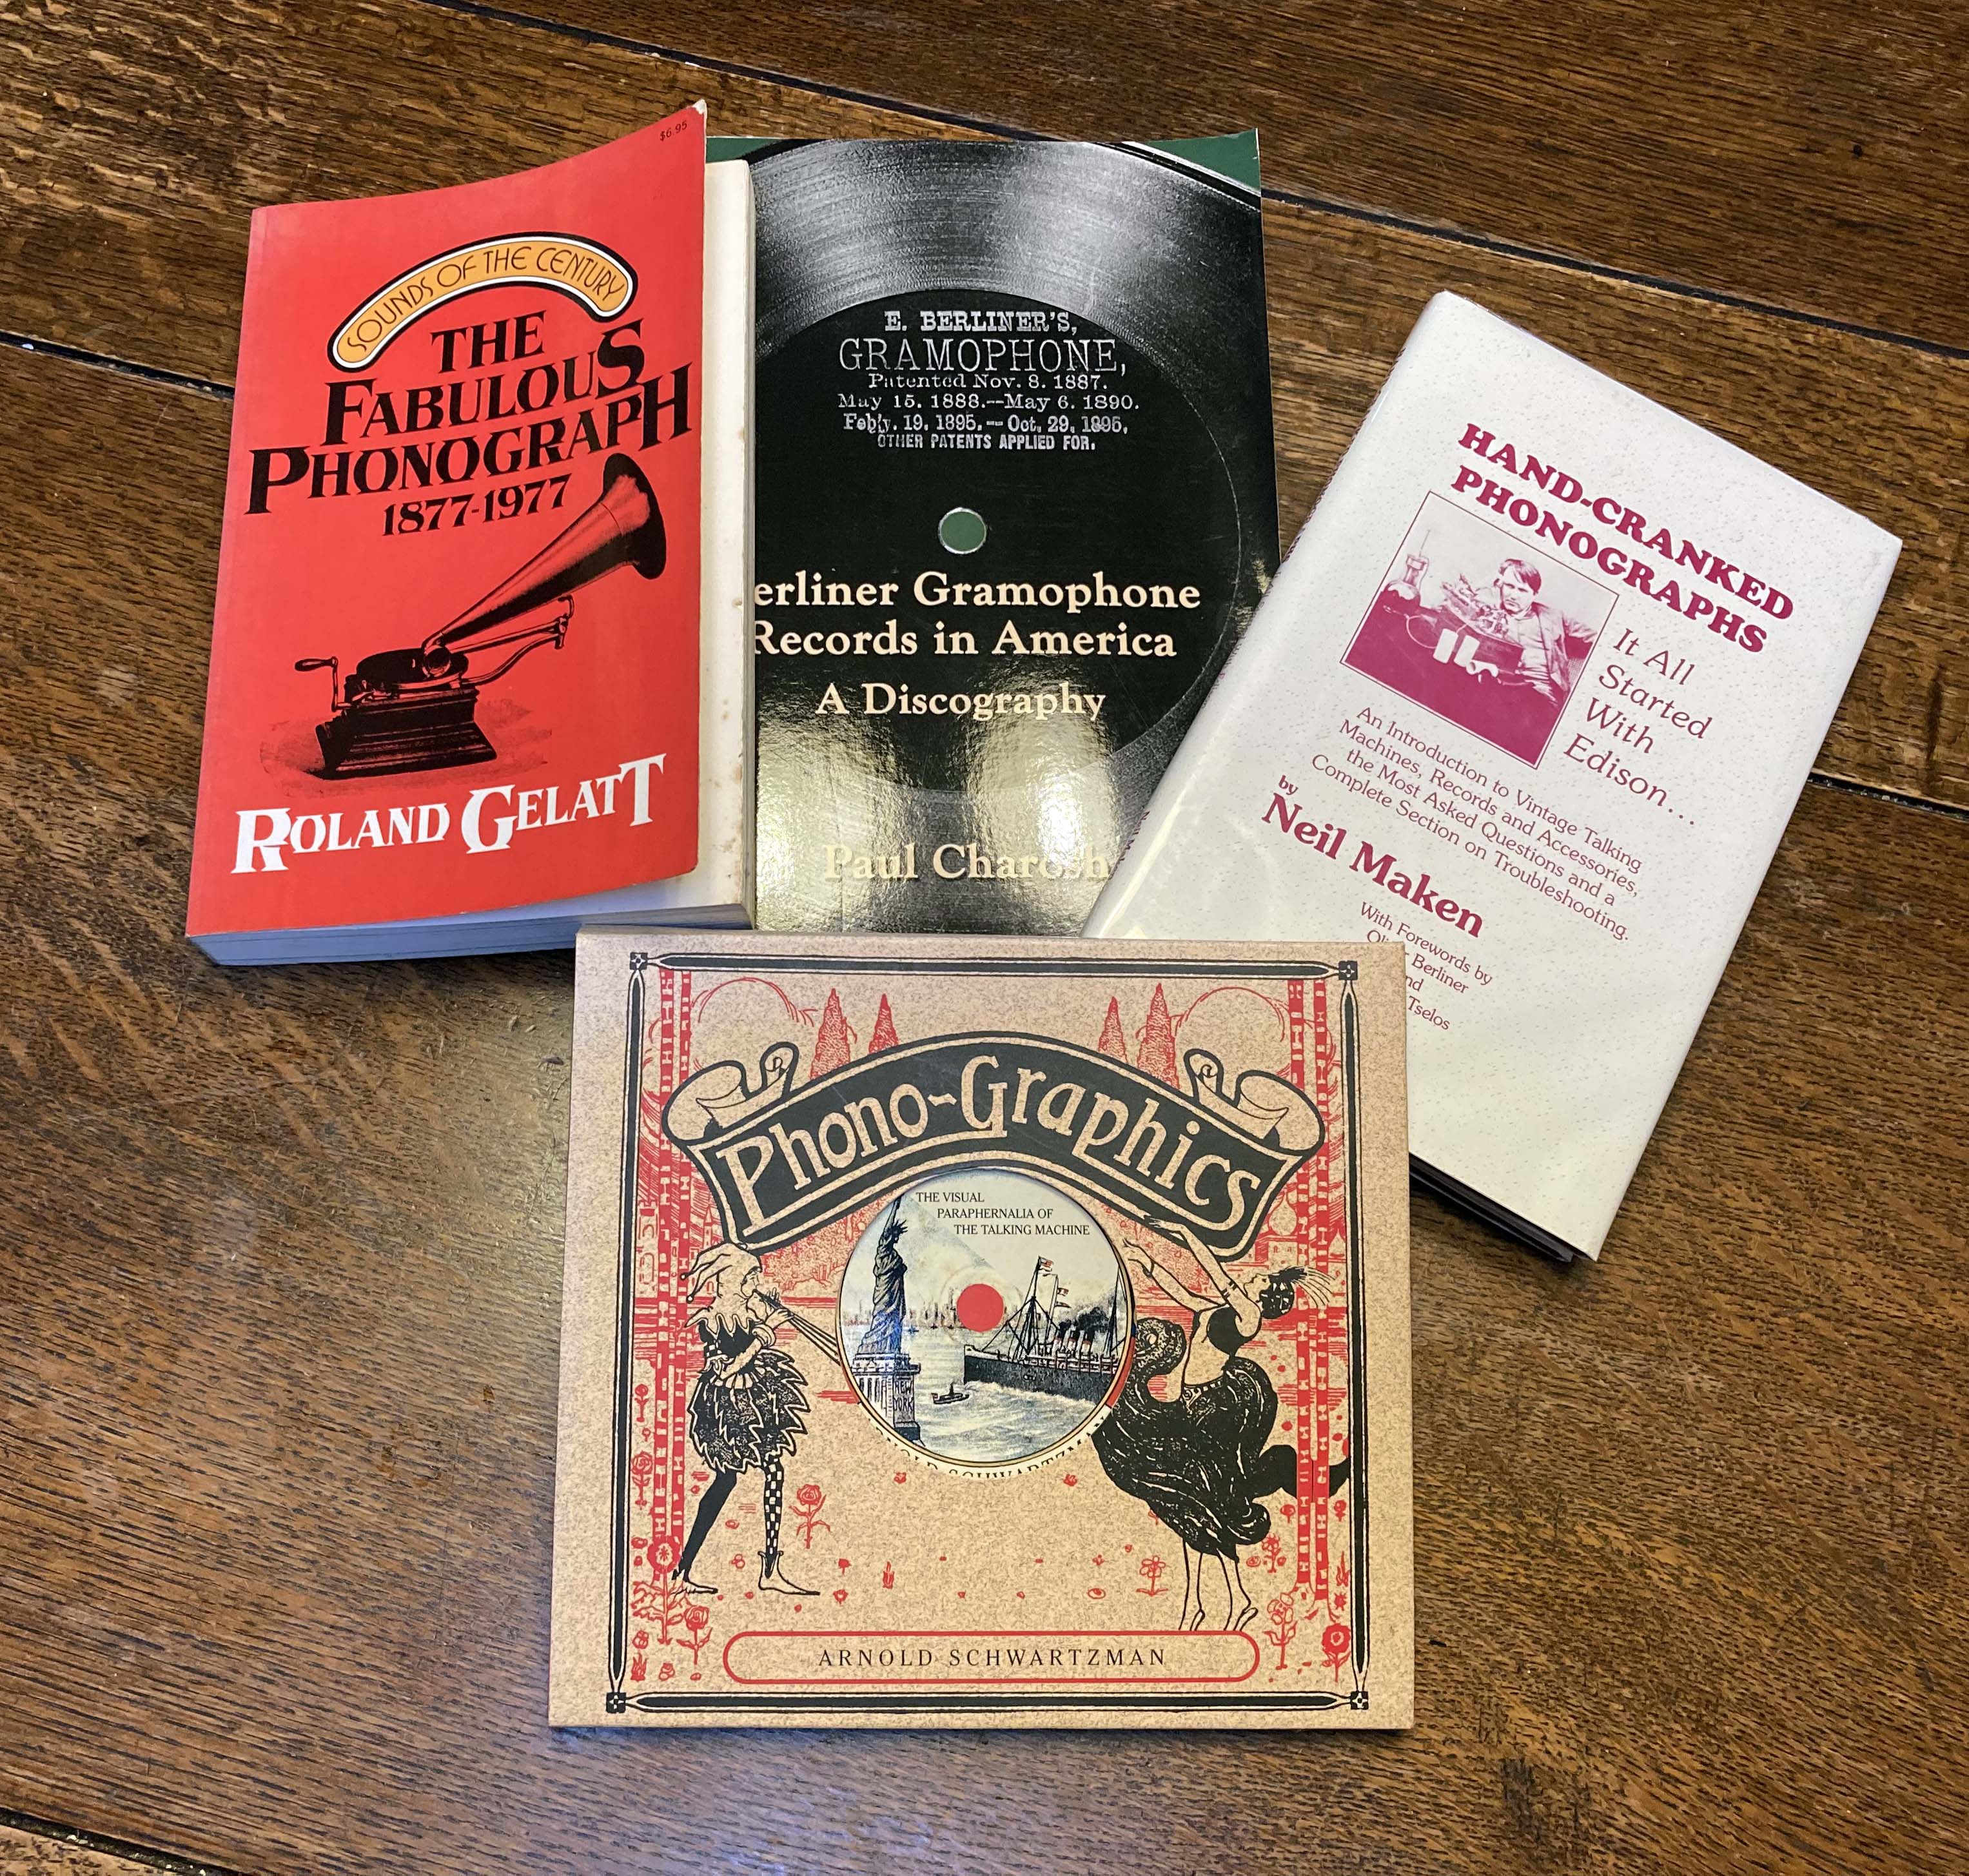 $6.95
SOUNDS OF THE CENTURY
THE
FABULOUS
PHONOGRAPH
1877-1977
ROLAND GELATT
E. BERLINER'S,
GRAMOPHONE,
Patented Nov. 8. 1887.
May 15. 1888.--May 6. 1890.
Feb'y. 19. 1895. -- Oct. 29, 1895,
OTHER PATENTS APPLIED FOR.
erliner Gramophone
Records in America
A Discography
Paul Charosh
HAND-CRANKED
PHONOGRAPHS
It All
Started
With
Edison...
An Introduction to Vintage Talking
Machines, Records and Accessories,
the Most Asked Questions and a
Complete Section on Troubleshooting.
by
Neil Maken
With Forewords by
Berliner
nd
Tselos
Phono-Graphics
THE VISUAL
PARAPHERNALIA OF
THE TALKING MACHINE
NEW
YORK
SCHWARTZM
ARNOLD SCHWARTZMAN